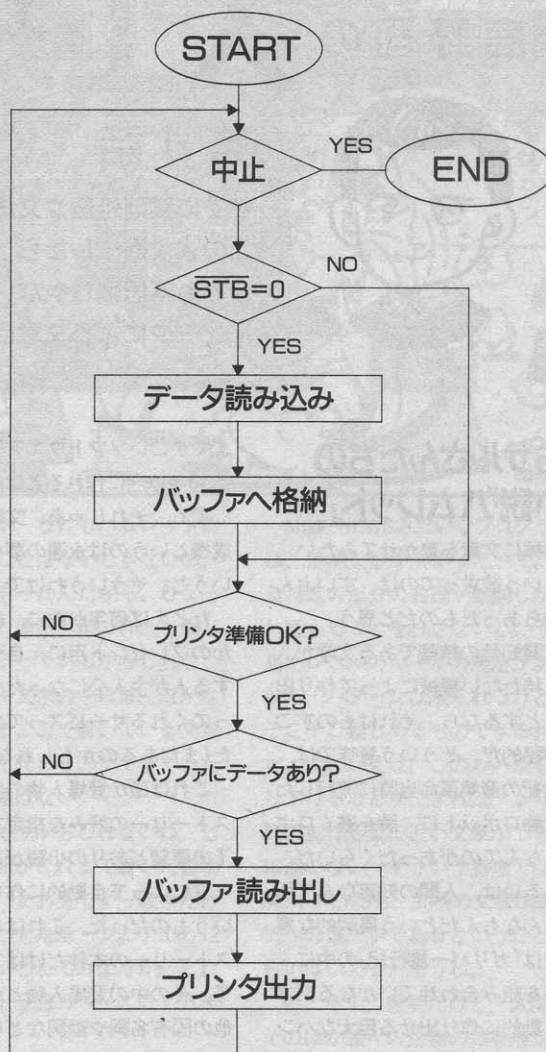 START
中止
YES
END
S̅T̅B̅=0
NO
YES
データ読み込み
バッファへ格納
プリンタ準備OK?
NO
YES
バッファにデータあり?
NO
YES
バッファ読み出し
プリンタ出力